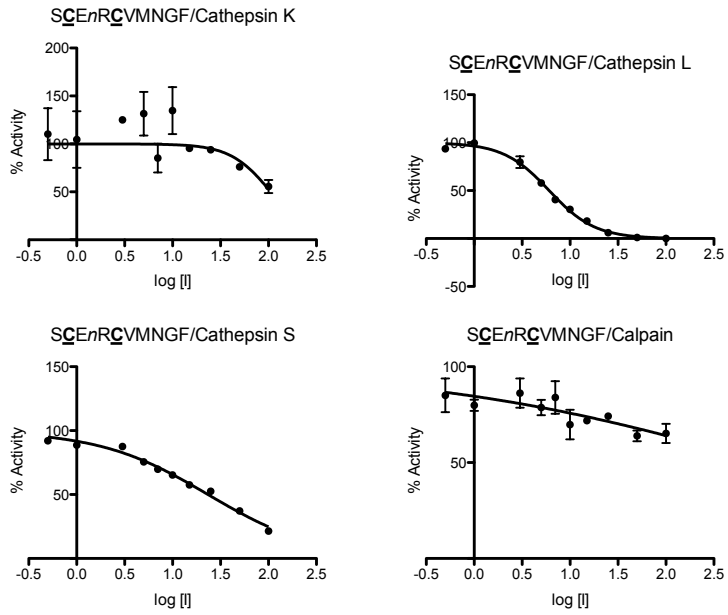 SCEnRCVMNGF/Cathepsin K
200
150
100
50
% Activity
-0.5 0.0 0.5 1.0 1.5 2.0 2.5
log [I]
SCEnRCVMNGF/Cathepsin L
150
100
50
-50
% Activity
-0.5 0.0 0.5 1.0 1.5 2.0 2.5
log [I]
SCEnRCVMNGF/Cathepsin S
150
100
50
% Activity
-0.5 0.0 0.5 1.0 1.5 2.0 2.5
log [I]
SCEnRCVMNGF/Calpain
100
50
% Activity
-0.5 0.0 0.5 1.0 1.5 2.0 2.5
log [I]